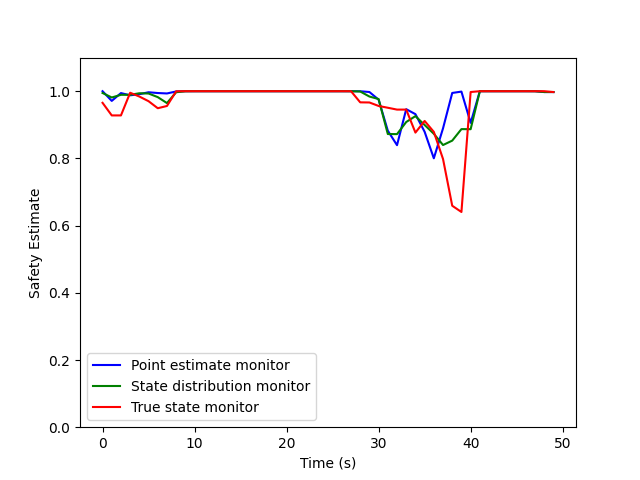 1.0
0.8
0.6
0.4
0.2
0.0
Safety Estimate
Point estimate monitor
State distribution monitor
True state monitor
0 10 20 30 40 50
Time (s)